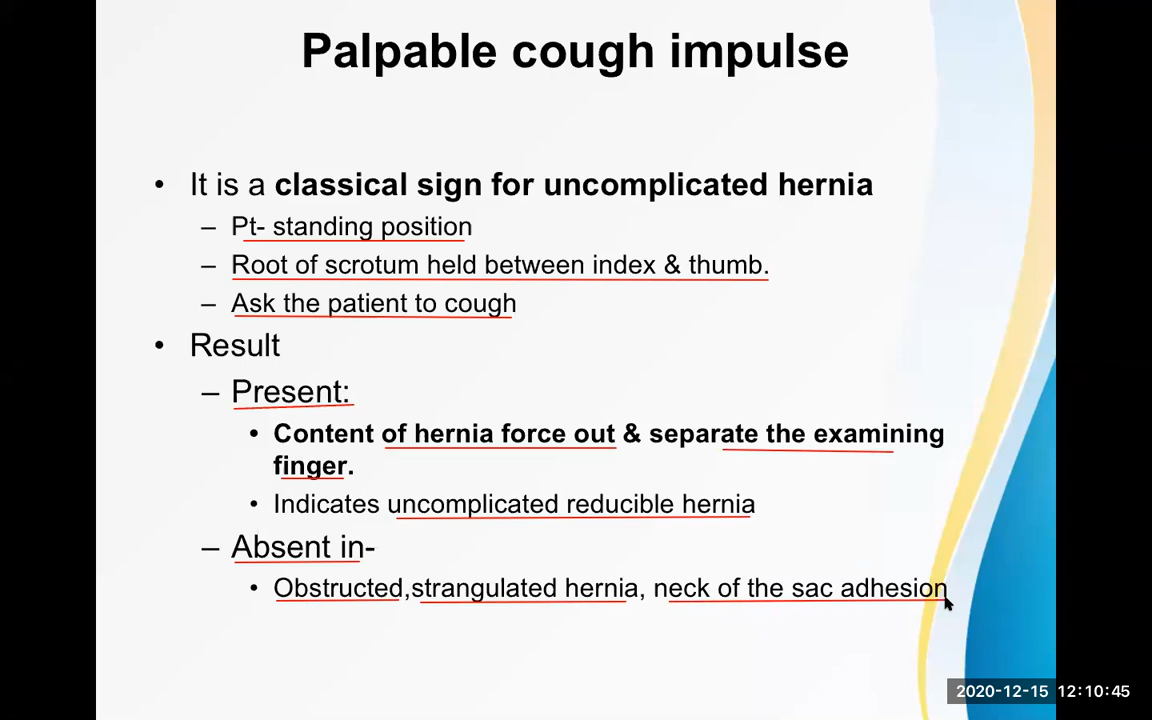 Palpable cough impulse
• It is a classical sign for uncomplicated hernia
– Pt- standing position
– Root of scrotum held between index & thumb.
– Ask the patient to cough
• Result
– Present:
• Content of hernia force out & separate the examining
finger.
• Indicates uncomplicated reducible hernia
– Absent in-
• Obstructed,strangulated hernia, neck of the sac adhesion
2020-12-15 12:10:45